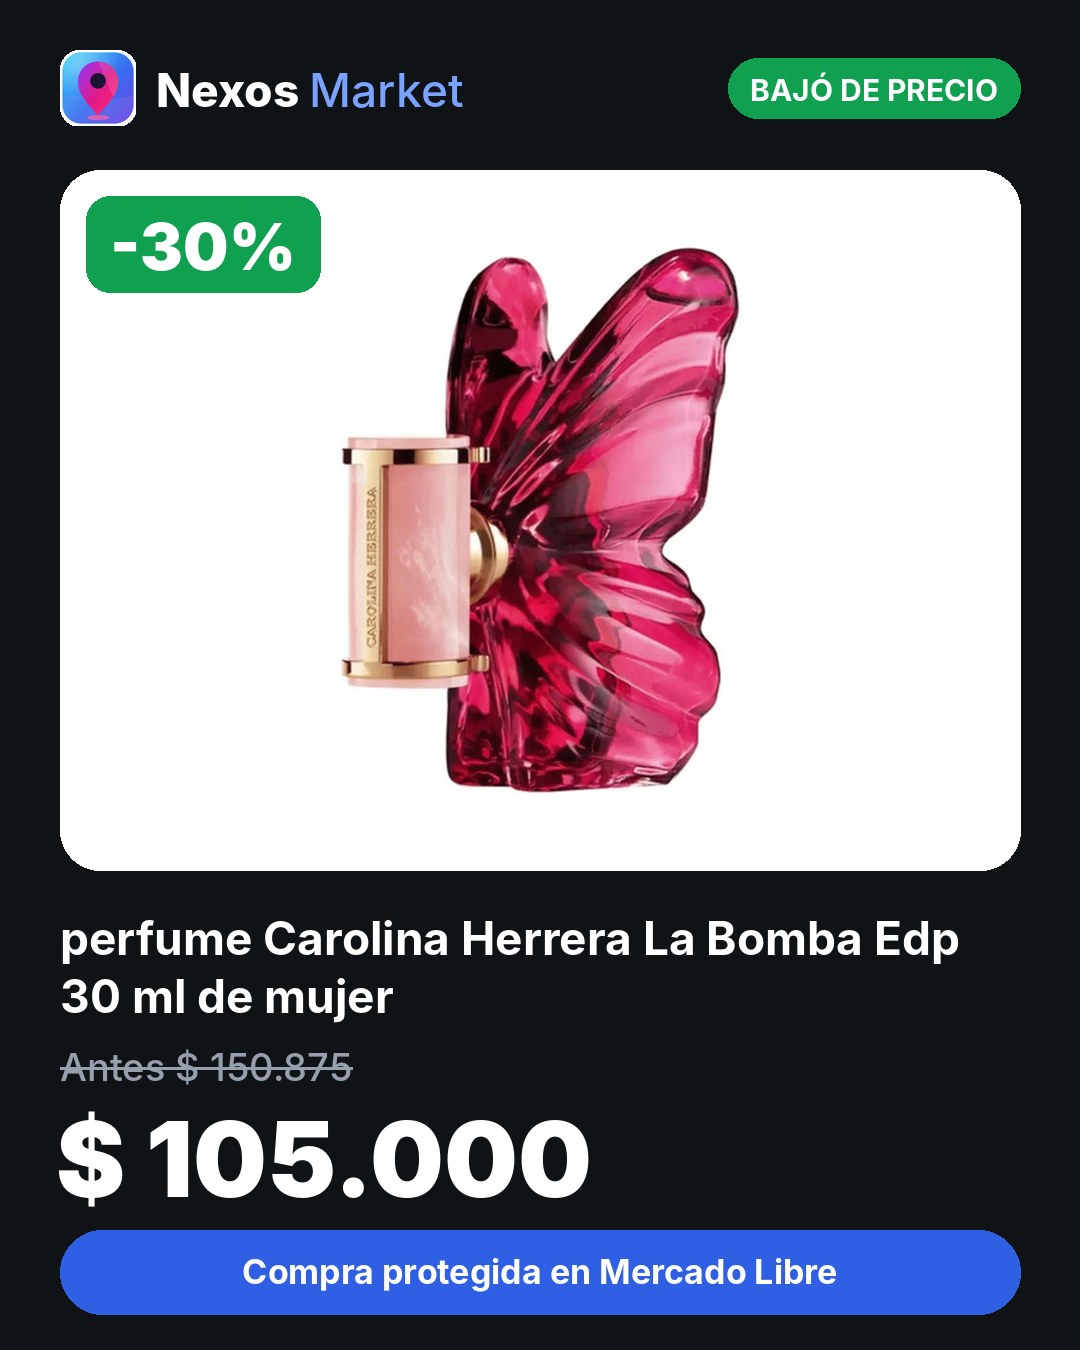 Nexos Market
BAJÓ DE PRECIO
-30%
CAROLINA HERRERA
perfume Carolina Herrera La Bomba Edp
30 ml de mujer
Antes $ 150.875
$ 105.000
Compra protegida en Mercado Libre